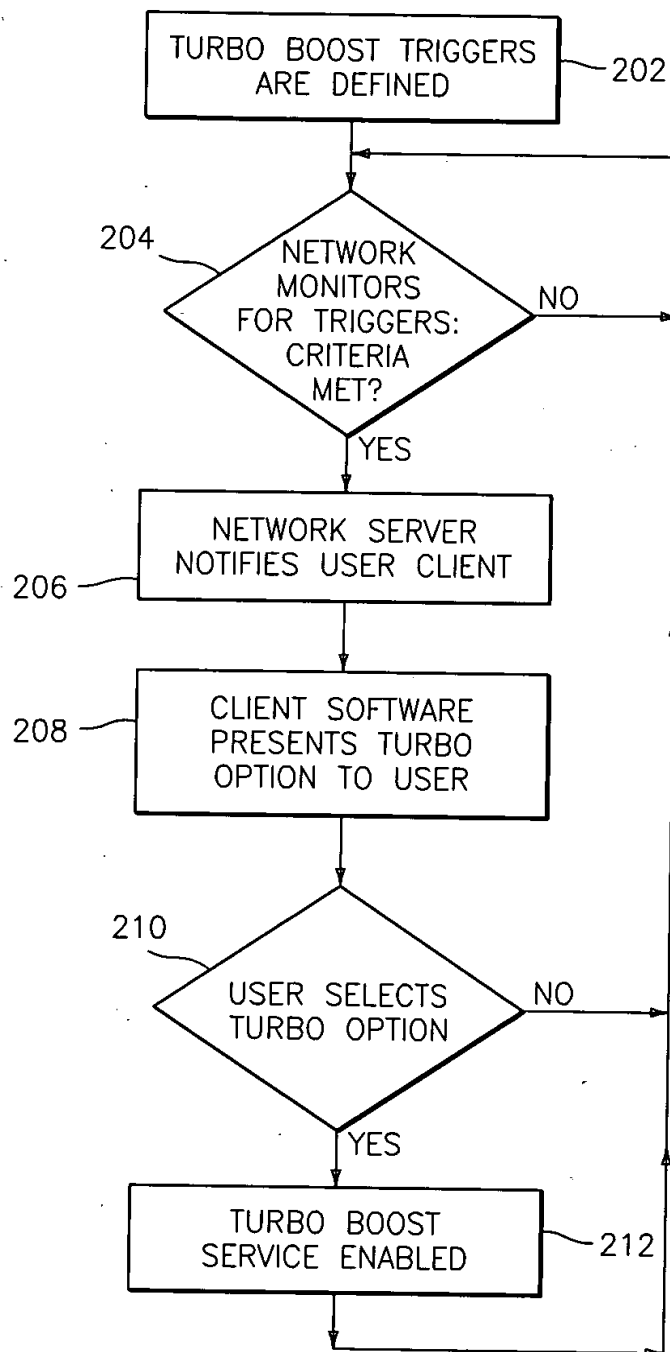 TURBO BOOST TRIGGERS
ARE DEFINED
202
204
NETWORK
MONITORS
FOR TRIGGERS:
CRITERIA
MET?
NO
YES
NETWORK SERVER
NOTIFIES USER CLIENT
206
CLIENT SOFTWARE
PRESENTS TURBO
OPTION TO USER
208
210
USER SELECTS
TURBO OPTION
NO
YES
TURBO BOOST
SERVICE ENABLED
212